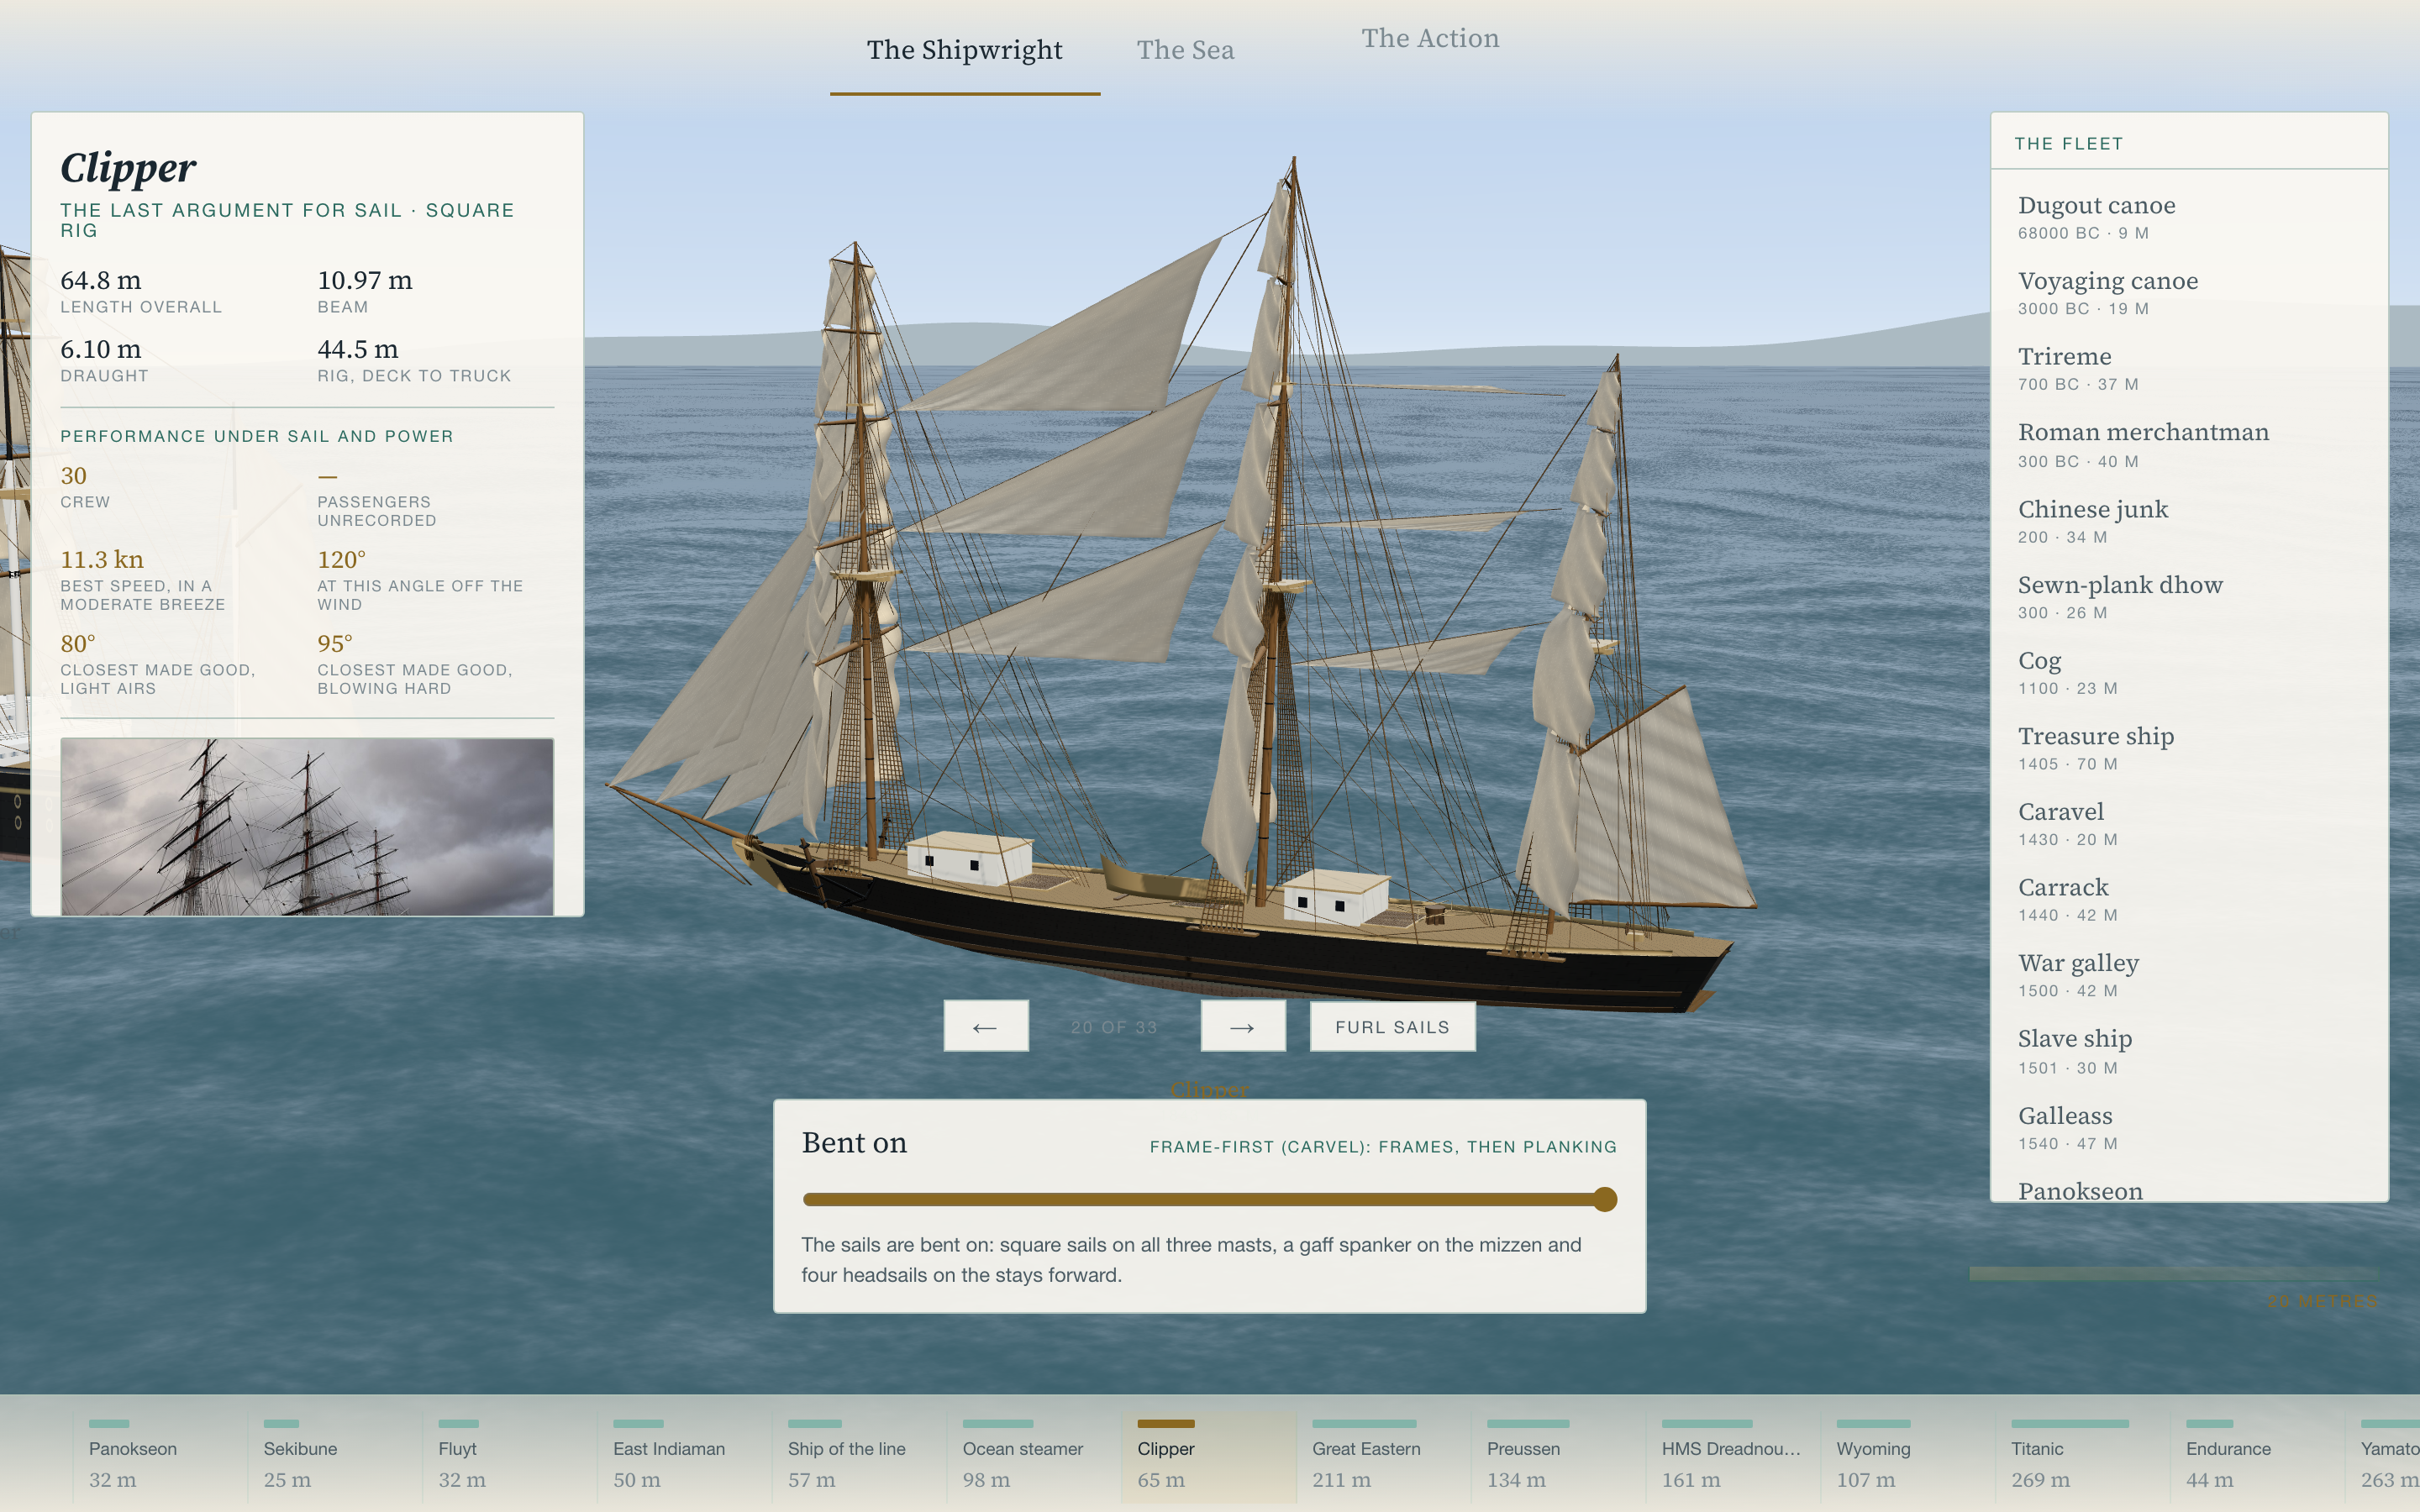 The Shipwright
The Sea
The Action
Clipper
THE LAST ARGUMENT FOR SAIL · SQUARE
RIG
64.8 m
LENGTH OVERALL
10.97 m
BEAM
6.10 m
DRAUGHT
44.5 m
RIG, DECK TO TRUCK
PERFORMANCE UNDER SAIL AND POWER
30
CREW
—
PASSENGERS
UNRECORDED
11.3 kn
BEST SPEED, IN A
MODERATE BREEZE
120°
AT THIS ANGLE OFF THE
WIND
80°
CLOSEST MADE GOOD,
LIGHT AIRS
95°
CLOSEST MADE GOOD,
BLOWING HARD
THE FLEET
Dugout canoe
68000 BC · 9 M
Voyaging canoe
3000 BC · 19 M
Trireme
700 BC · 37 M
Roman merchantman
300 BC · 40 M
Chinese junk
200 · 34 M
Sewn-plank dhow
300 · 26 M
Cog
1100 · 23 M
Treasure ship
1405 · 70 M
Caravel
1430 · 20 M
Carrack
1440 · 42 M
War galley
1500 · 42 M
Slave ship
1501 · 30 M
Galleass
1540 · 47 M
Panokseon
←
20 OF 33
→
FURL SAILS
Clipper
Bent on
FRAME-FIRST (CARVEL): FRAMES, THEN PLANKING
The sails are bent on: square sails on all three masts, a gaff spanker on the mizzen and
four headsails on the stays forward.
20 METRES
Panokseon
32 m
Sekibune
25 m
Fluyt
32 m
East Indiaman
50 m
Ship of the line
57 m
Ocean steamer
98 m
Clipper
65 m
Great Eastern
211 m
Preussen
134 m
HMS Dreadnou...
161 m
Wyoming
107 m
Titanic
269 m
Endurance
44 m
Yamato
263 m